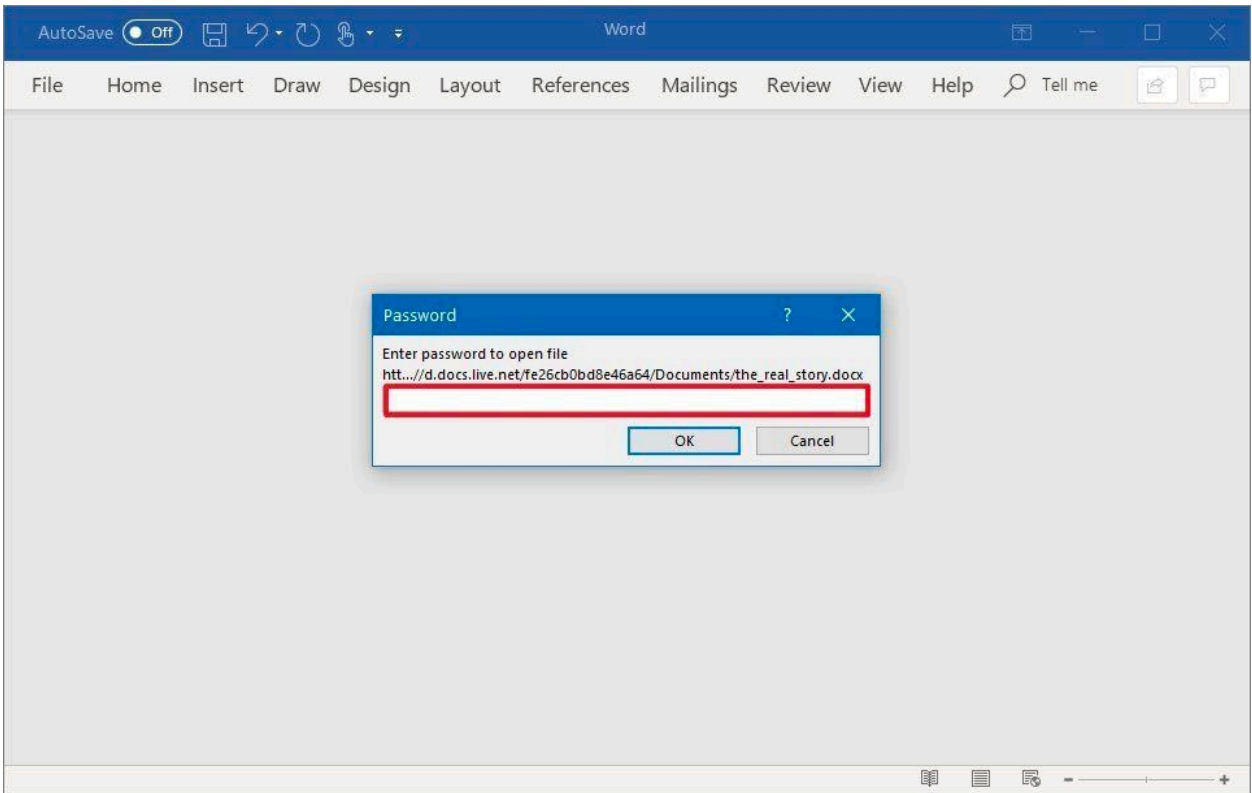 AutoSave Off Word
File Home Insert Draw Design Layout References Mailings Review View Help Tell me
Password ?
Enter password to open file
htt...//d.docs.live.net/fe26cb0bd8e46a64/Documents/the_real_story.docx
OK Cancel